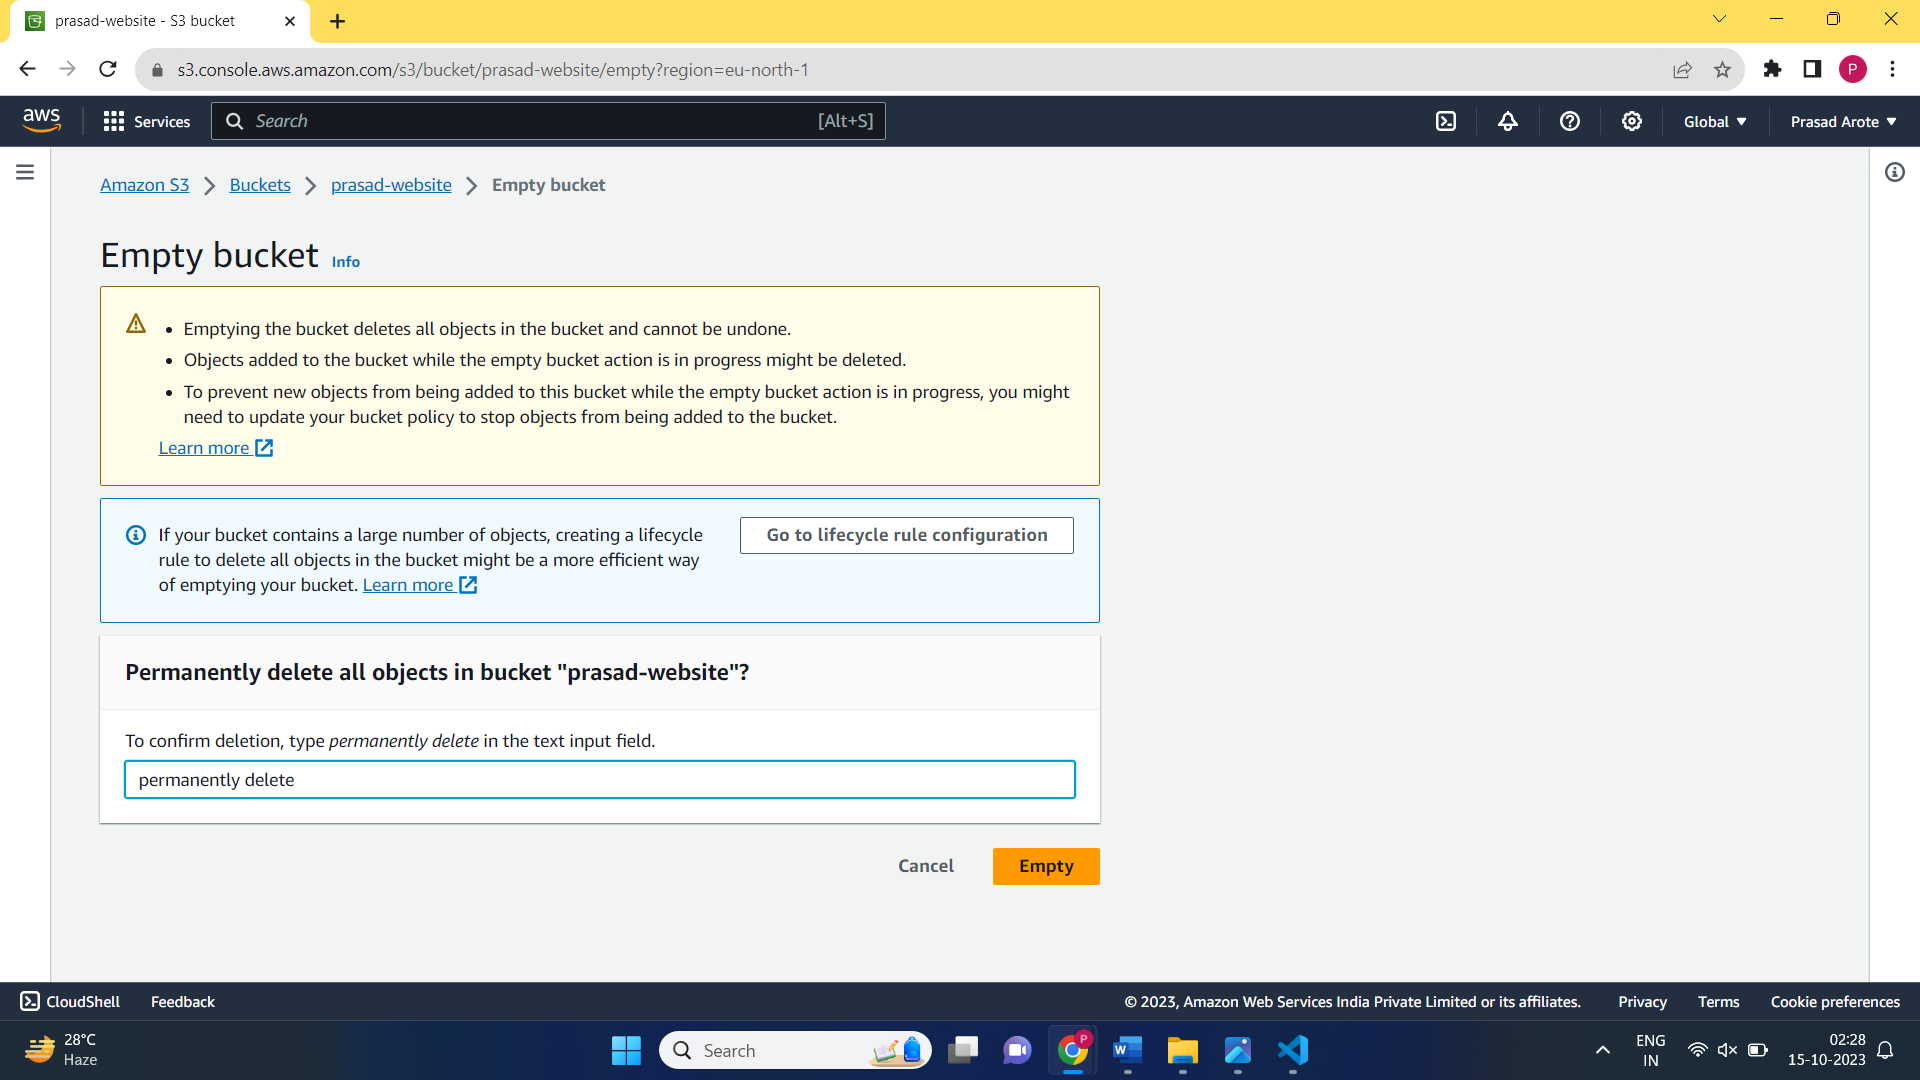 prasad-website - S3 bucket
s3.console.aws.amazon.com/s3/bucket/prasad-website/empty?region=eu-north-1
P
aws
Services
Search
[Alt+S]
Global
Prasad Arote
Amazon S3
Buckets
prasad-website
Empty bucket
Empty bucket
Info
Emptying the bucket deletes all objects in the bucket and cannot be undone.
Objects added to the bucket while the empty bucket action is in progress might be deleted.
To prevent new objects from being added to this bucket while the empty bucket action is in progress, you might
need to update your bucket policy to stop objects from being added to the bucket.
Learn more
If your bucket contains a large number of objects, creating a lifecycle
rule to delete all objects in the bucket might be a more efficient way
of emptying your bucket. Learn more
Go to lifecycle rule configuration
Permanently delete all objects in bucket "prasad-website"?
To confirm deletion, type permanently delete in the text input field.
permanently delete
Cancel
Empty
CloudShell
Feedback
© 2023, Amazon Web Services India Private Limited or its affiliates.
Privacy
Terms
Cookie preferences
28°C
Haze
Search
P
W
ENG
IN
02:28
15-10-2023